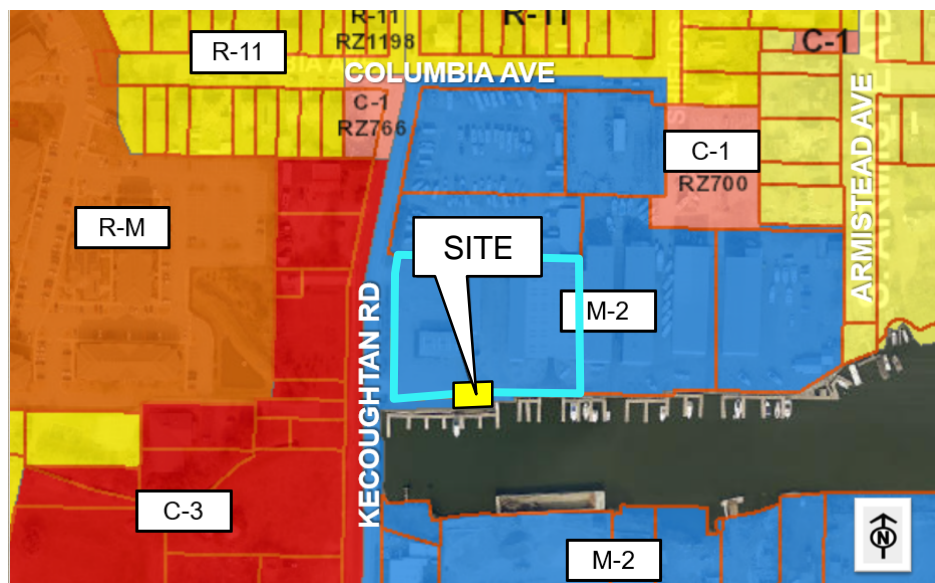 R-11
R-11
RZ1198
R-11
COLUMBIA AVE
C-1
C-1
RZ766
C-1
RZ700
ARMISTEAD AVE
R-M
SITE
M-2
KECOUGHTAN RD
C-3
M-2
N